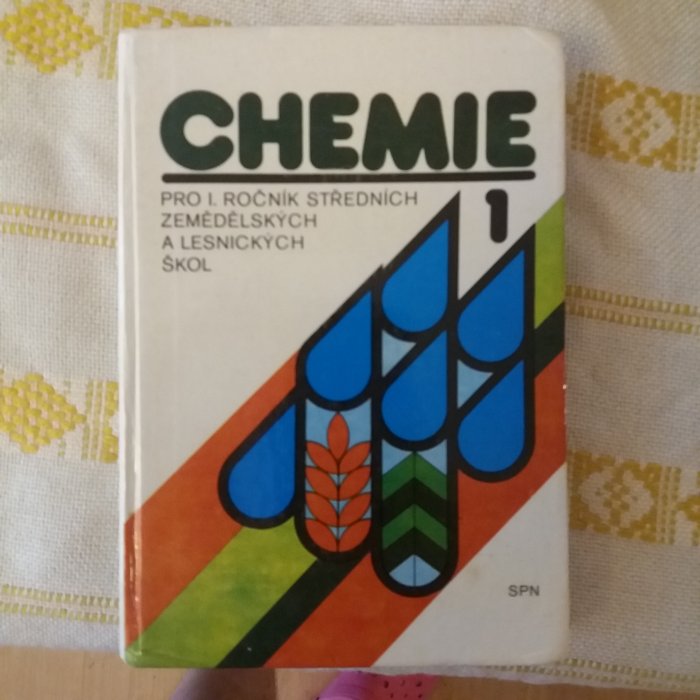 CHEMIE
1
PRO I. ROČNÍK STŘEDNÍCH
ZEMĚDĚLSKÝCH
A LESNICKÝCH
ŠKOL
SPN